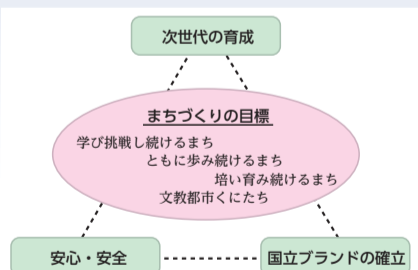 次世代の育成
まちづくりの目標
学び挑戦し続けるまち
ともに歩み続けるまち
培い育み続けるまち
文教都市くにたち
安心・安全
国立ブランドの確立